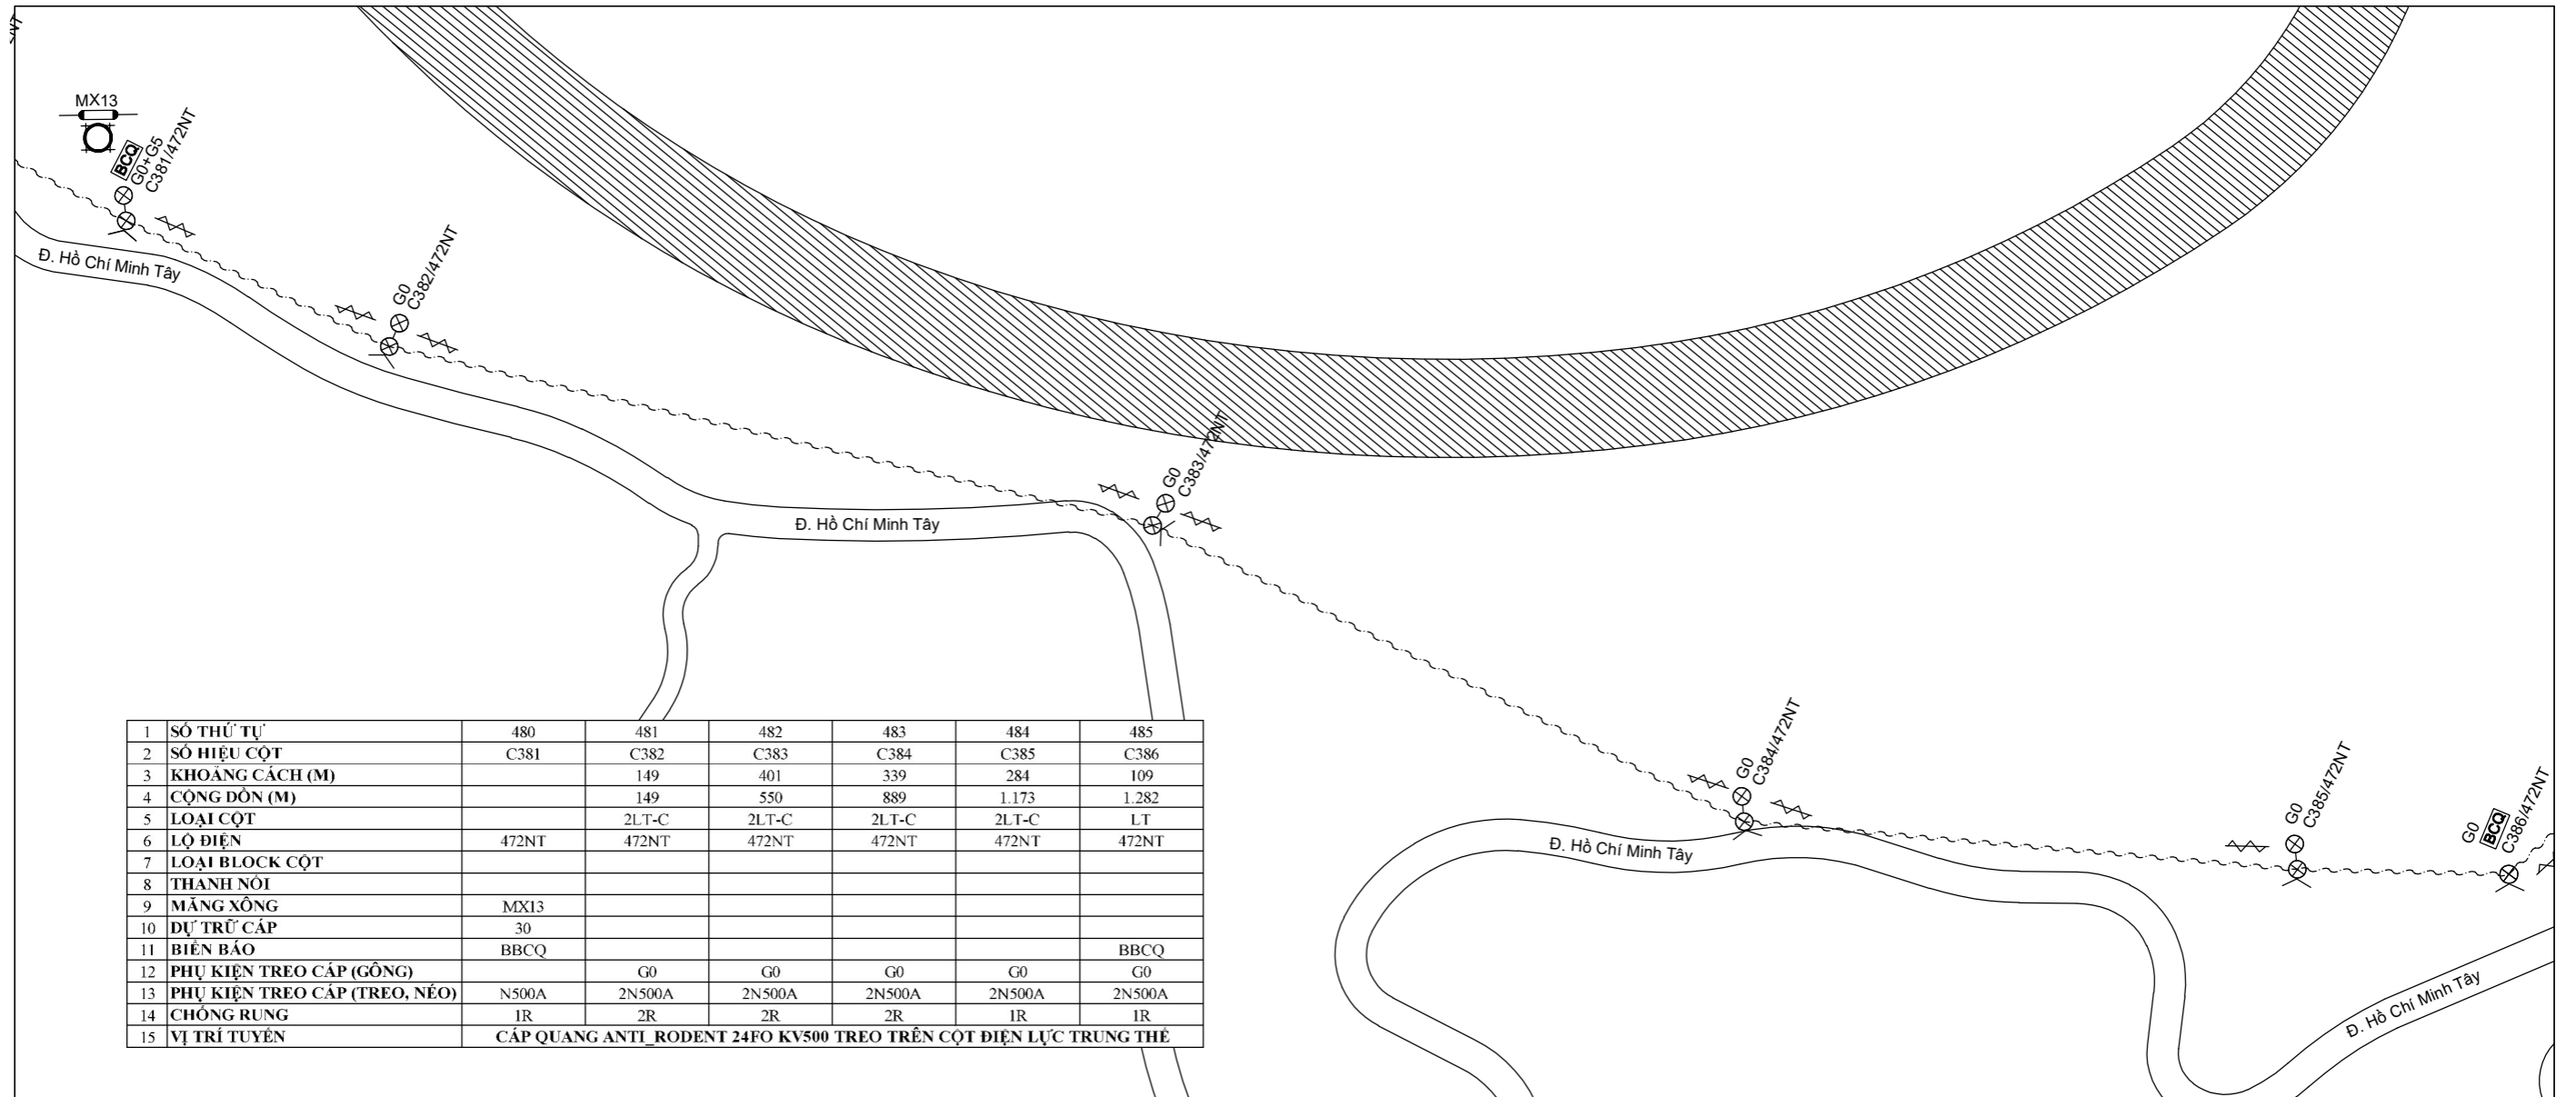 MX13
BCQ
G0+G5
C381/472NT
Đ. Hồ Chí Minh Tây
G0
C382/472NT
G0
C383/472NT
Đ. Hồ Chí Minh Tây
G0
C384/472NT
Đ. Hồ Chí Minh Tây
G0
C385/472NT
G0
BCQ
C386/472NT
Đ. Hồ Chí Minh Tây
1 SỐ THỨ TỰ 480 481 482 483 484 485
2 SỐ HIỆU CỘT C381 C382 C383 C384 C385 C386
3 KHOẢNG CÁCH (M) 149 401 339 284 109
4 CỘNG DỒN (M) 149 550 889 1.173 1.282
5 LOẠI CỘT 2LT-C 2LT-C 2LT-C 2LT-C LT
6 LỘ ĐIỆN 472NT 472NT 472NT 472NT 472NT 472NT
7 LOẠI BLOCK CỘT
8 THANH NỐI
9 MĂNG XÔNG MX13
10 DỰ TRỮ CÁP 30
11 BIỂN BÁO BBCQ BBCQ
12 PHỤ KIỆN TREO CÁP (GÔNG) G0 G0 G0 G0 G0
13 PHỤ KIỆN TREO CÁP (TREO, NÉO) N500A 2N500A 2N500A 2N500A 2N500A 2N500A
14 CHỐNG RUNG 1R 2R 2R 2R 1R 1R
15 VỊ TRÍ TUYẾN CÁP QUANG ANTI_RODENT 24FO KV500 TREO TRÊN CỘT ĐIỆN LỰC TRUNG THẾ